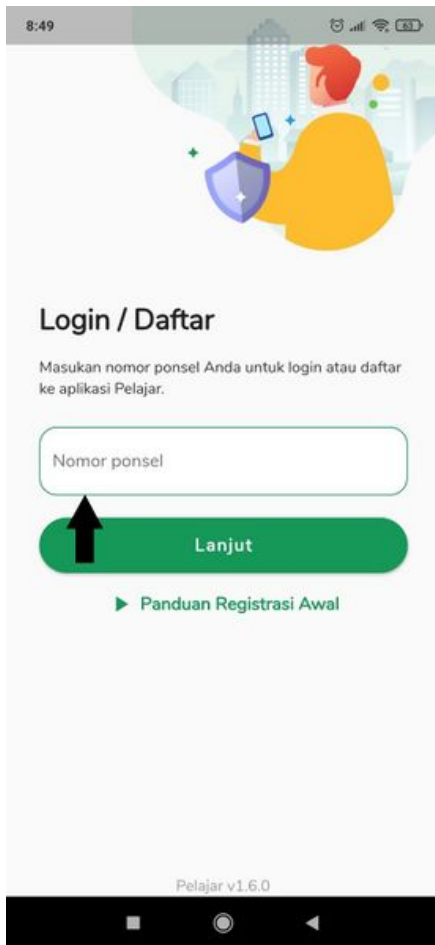 8:49
63
Login / Daftar
Masukan nomor ponsel Anda untuk login atau daftar
ke aplikasi Pelajar.
Nomor ponsel
Lanjut
Panduan Registrasi Awal
Pelajar v1.6.0